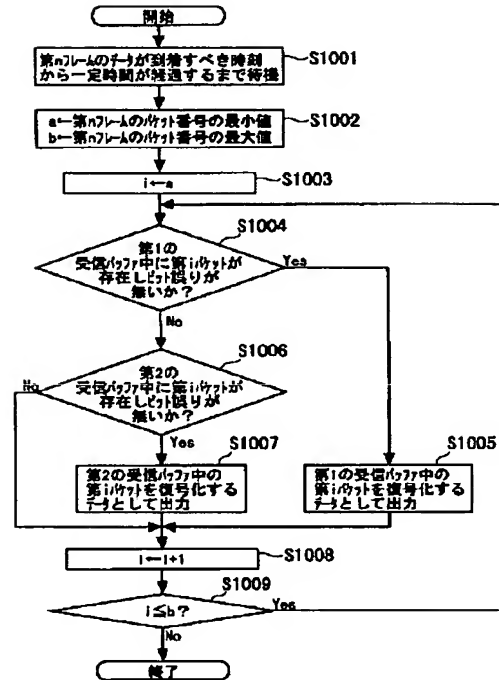 開始
第nフレームのデータが到着すべき時刻
から一定時間が経過するまで待機
S1001
a←第nフレームのパケット番号の最小値
b←第nフレームのパケット番号の最大値
S1002
i←a
S1003
S1004
第1の
受信バッファ中に第iパケットが
存在しビット誤りが
無いか？
Yes
No
S1006
第2の
受信バッファ中に第iパケットが
存在しビット誤りが
無いか？
No
Yes
S1007
第2の受信バッファ中の
第iパケットを復号化する
データとして出力
S1005
第1の受信バッファ中の
第iパケットを復号化する
データとして出力
i←i+1
S1008
S1009
i≦b？
Yes
No
終了